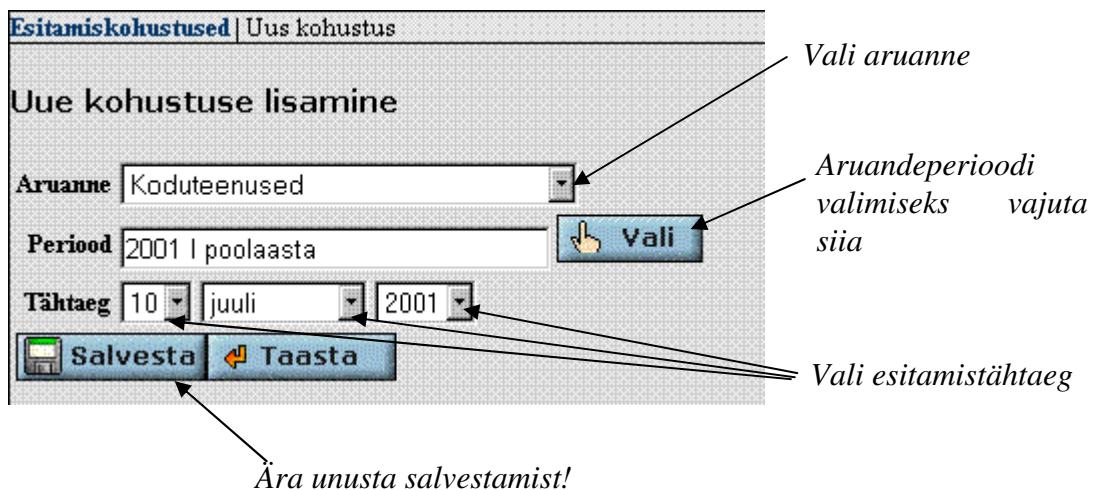 Esitamiskohustused | Uus kohustus
Vali aruanne
Uue kohustuse lisamine
Aruanne Koduteenused
Aruandeperioodi
valimiseks vajuta
siia
Periood 2001 I poolaasta Vali
Tähtaeg 10 juuli 2001
Salvesta Taasta
Vali esitamistähtaeg
Ära unusta salvestamist!